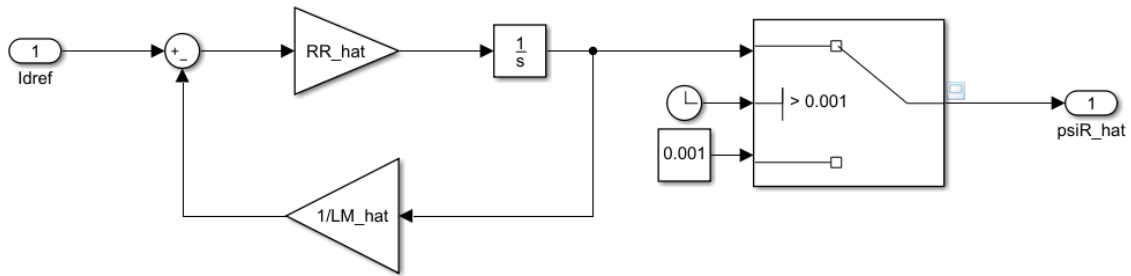 1
Idref
+
−
RR_hat
1
s
> 0.001
0.001
1
psiR_hat
1/LM_hat